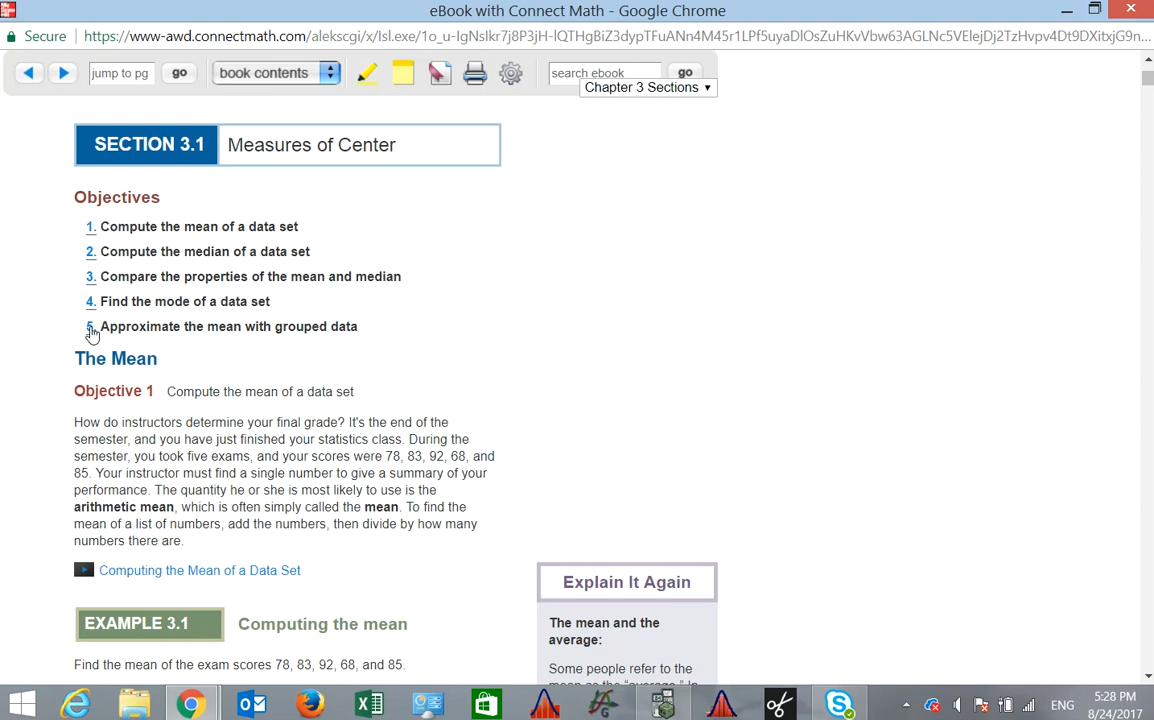 eBook with Connect Math - Google Chrome
Secure | https://www-awd.connectmath.com/alekscgi/x/Isl.exe/1o_u-IgNsIkr7j8P3jH-IQTHgBiZ3dypTFuANn4M45r1LPf5uyaDlOsZuHKvVbw63AGLNc5VElejDj2TzHvpv4Dt9DXitxjG9n...
jump to pg
go
book contents
search ebook
go
Chapter 3 Sections
SECTION 3.1 Measures of Center
Objectives
1. Compute the mean of a data set
2. Compute the median of a data set
3. Compare the properties of the mean and median
4. Find the mode of a data set
5. Approximate the mean with grouped data
The Mean
Objective 1 Compute the mean of a data set
How do instructors determine your final grade? It's the end of the
semester, and you have just finished your statistics class. During the
semester, you took five exams, and your scores were 78, 83, 92, 68, and
85. Your instructor must find a single number to give a summary of your
performance. The quantity he or she is most likely to use is the
arithmetic mean, which is often simply called the mean. To find the
mean of a list of numbers, add the numbers, then divide by how many
numbers there are.
Computing the Mean of a Data Set
EXAMPLE 3.1 Computing the mean
Find the mean of the exam scores 78, 83, 92, 68, and 85.
Explain It Again
The mean and the
average:
Some people refer to the
mean as the "average." In
ENG
5:28 PM
8/24/2017